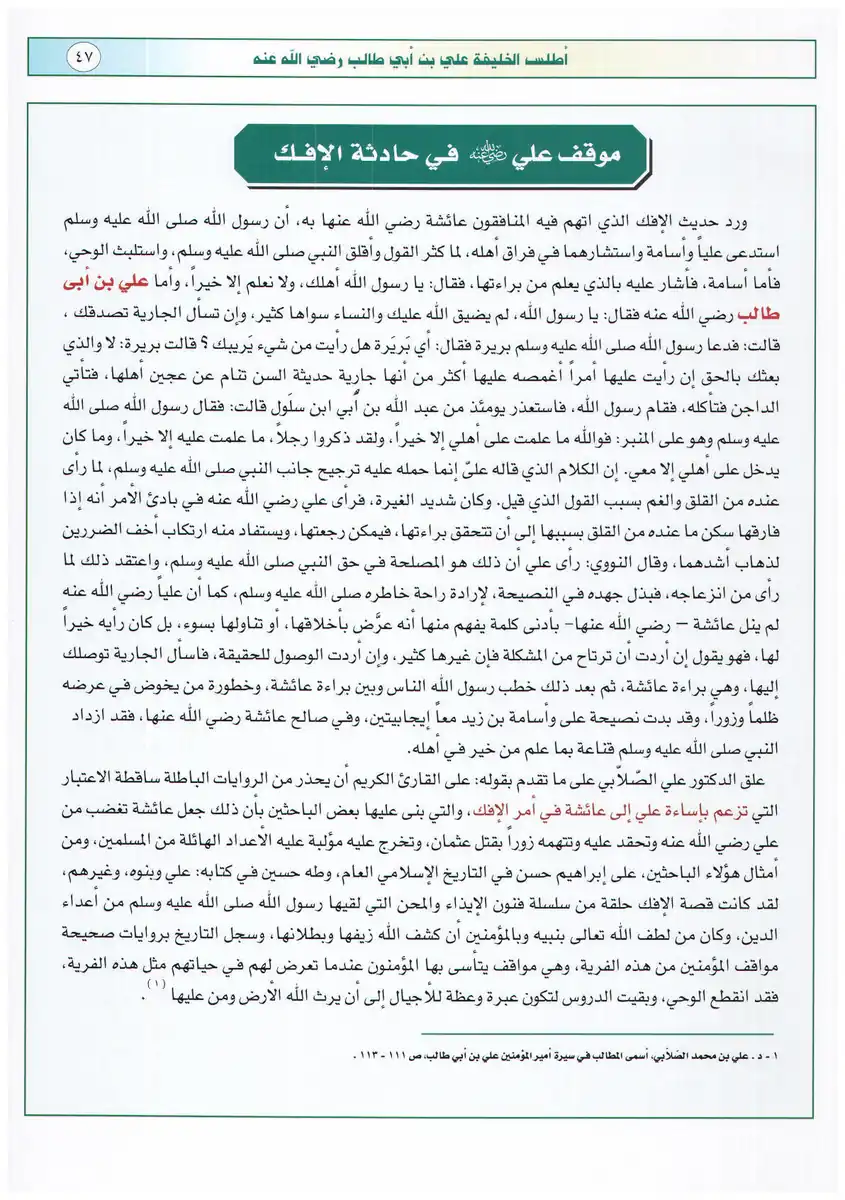 أطلس الخليفة علي بن أبي طالب رضي الله عنه
٤٧
موقف علي رضي الله عنه في حادثة الإفك
ورد حديث الإفك الذي اتهم فيه المنافقون عائشة رضي الله عنها به، أن رسول الله صلى الله عليه وسلم
استدعى علياً وأسامة واستشارهما في فراق أهله، لما كثر القول وأقلق النبي صلى الله عليه وسلم، واستلبث الوحي،
فأما أسامة، فأشار عليه بالذي يعلم من براءتها، فقال: يا رسول الله أهلك، ولا نعلم إلا خيراً، وأما علي بن أبى
طالب رضي الله عنه فقال: يا رسول الله، لم يضيق الله عليك والنساء سواها كثير، وإن تسأل الجارية تصدقك ،
قالت: فدعا رسول الله صلى الله عليه وسلم بريرة فقال: أي بَريَرة هل رأيت من شيء يَريبك ؟ قالت بريرة: لا والذي
بعثك بالحق إن رأيت عليها أمراً أغمصه عليها أكثر من أنها جارية حديثة السن تنام عن عجين أهلها، فتأتي
الداجن فتأكله، فقام رسول الله، فاستعذر يومئذ من عبد الله بن أُبي ابن سلَول قالت: فقال رسول الله صلى الله
عليه وسلم وهو على المنبر: فوالله ما علمت على أهلي إلا خيراً، ولقد ذكروا رجلاً، ما علمت عليه إلا خيراً، وما كان
يدخل على أهلي إلا معي. إن الكلام الذي قاله علىّ إنما حمله عليه ترجيح جانب النبي صلى الله عليه وسلم، لما رأى
عنده من القلق والغم بسبب القول الذي قيل. وكان شديد الغيرة، فرأى علي رضي الله عنه في بادئ الأمر أنه إذا
فارقها سكن ما عنده من القلق بسببها إلى أن تتحقق براءتها، فيمكن رجعتها، ويستفاد منه ارتكاب أخف الضررين
لذهاب أشدهما، وقال النووي: رأى علي أن ذلك هو المصلحة في حق النبي صلى الله عليه وسلم، واعتقد ذلك لما
رأى من انزعاجه، فبذل جهده في النصيحة، لإرادة راحة خاطره صلى الله عليه وسلم، كما أن علياً رضي الله عنه
لم ينل عائشة – رضي الله عنها– بأدنى كلمة يفهم منها أنه عرَّض بأخلاقها، أو تناولها بسوء، بل كان رأيه خيراً
لها، فهو يقول إن أردت أن ترتاح من المشكلة فإن غيرها كثير، وإن أردت الوصول للحقيقة، فاسأل الجارية توصلك
إليها، وهي براءة عائشة، ثم بعد ذلك خطب رسول الله الناس وبين براءة عائشة، وخطورة من يخوض في عرضه
ظلماً وزوراً، وقد بدت نصيحة على وأسامة بن زيد معاً إيجابيتين، وفي صالح عائشة رضي الله عنها، فقد ازداد
النبي صلى الله عليه وسلم قناعة بما علم من خير في أهله.
علق الدكتور علي الصّلاّبي على ما تقدم بقوله: على القارئ الكريم أن يحذر من الروايات الباطلة ساقطة الاعتبار
التي تزعم بإساءة علي إلى عائشة في أمر الإفك، والتي بنى عليها بعض الباحثين بأن ذلك جعل عائشة تغضب من
علي رضي الله عنه وتحقد عليه وتتهمه زوراً بقتل عثمان، وتخرج عليه مؤلبة عليه الأعداد الهائلة من المسلمين، ومن
أمثال هؤلاء الباحثين، على إبراهيم حسن في التاريخ الإسلامي العام، وطه حسين في كتابه: علي وبنوه، وغيرهم،
لقد كانت قصة الإفك حلقة من سلسلة فنون الإيذاء والمحن التي لقيها رسول الله صلى الله عليه وسلم من أعداء
الدين، وكان من لطف الله تعالى بنبيه وبالمؤمنين أن كشف الله زيفها وبطلانها، وسجل التاريخ بروايات صحيحة
مواقف المؤمنين من هذه الفرية، وهي مواقف يتأسى بها المؤمنون عندما تعرض لهم في حياتهم مثل هذه الفرية،
فقد انقطع الوحي، وبقيت الدروس لتكون عبرة وعظة للأجيال إلى أن يرث الله الأرض ومن عليها (١).
١ - د . علي بن محمد الصّلاّبي، أسمى المطالب في سيرة أمير المؤمنين علي بن أبي طالب، ص ١١١ - ١١٣ .